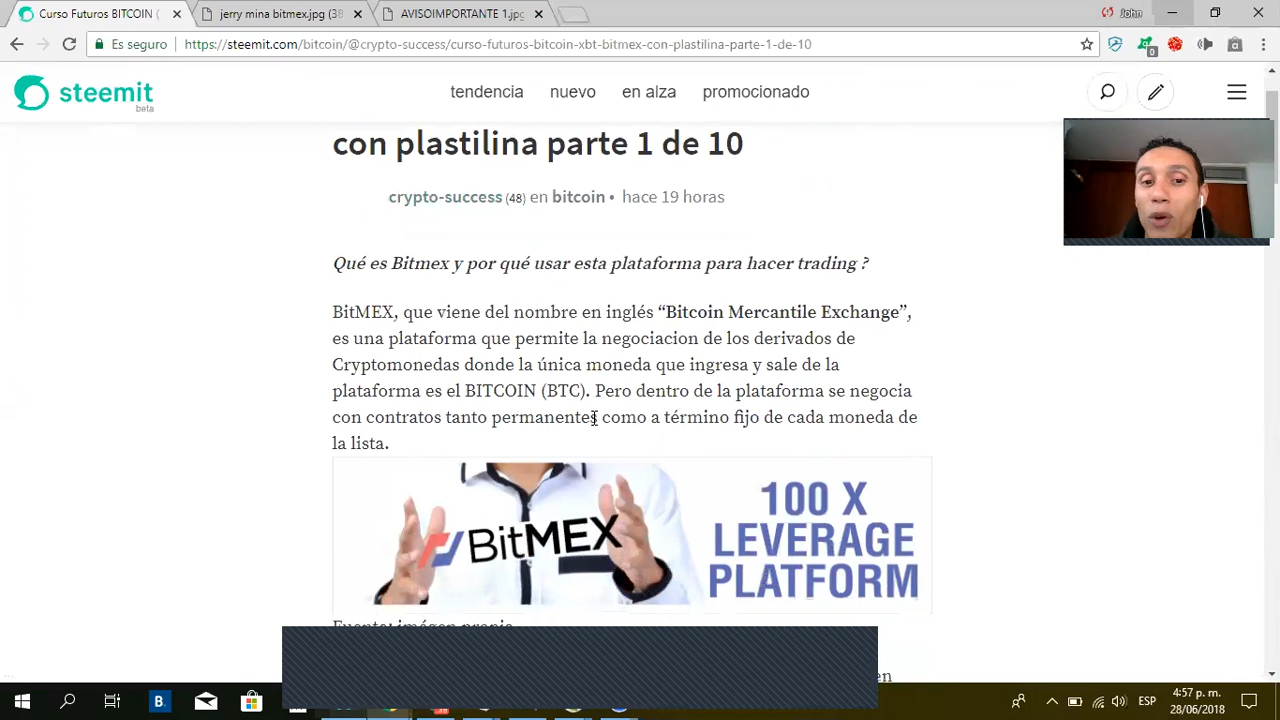 Curso Futuros BITCOIN (
jerry mina bitmex.jpg (38
AVISOIMPORTANTE 1.jpg
John
Es seguro
https://steemit.com/bitcoin/@crypto-success/curso-futuros-bitcoin-xbt-bitmex-con-plastilina-parte-1-de-10
0
steemit
beta
tendencia
nuevo
en alza
promocionado
con plastilina parte 1 de 10
crypto-success (48) en bitcoin • hace 19 horas
Qué es Bitmex y por qué usar esta plataforma para hacer trading ?
BitMEX, que viene del nombre en inglés “Bitcoin Mercantile Exchange”,
es una plataforma que permite la negociacion de los derivados de
Cryptomonedas donde la única moneda que ingresa y sale de la
plataforma es el BITCOIN (BTC). Pero dentro de la plataforma se negocia
con contratos tanto permanentes como a término fijo de cada moneda de
la lista.
BitMEX
100 X
LEVERAGE
PLATFORM
Fuente: imágen propia
en
B.
ESP
4:57 p. m.
28/06/2018